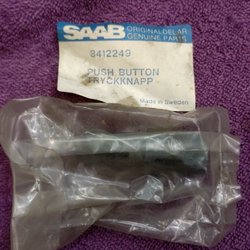 SAAB
ORIGINALDELAR
GENUINE PARTS
8412249
PUSH BUTTON
TRYCKKNAPP
Made in Sweden